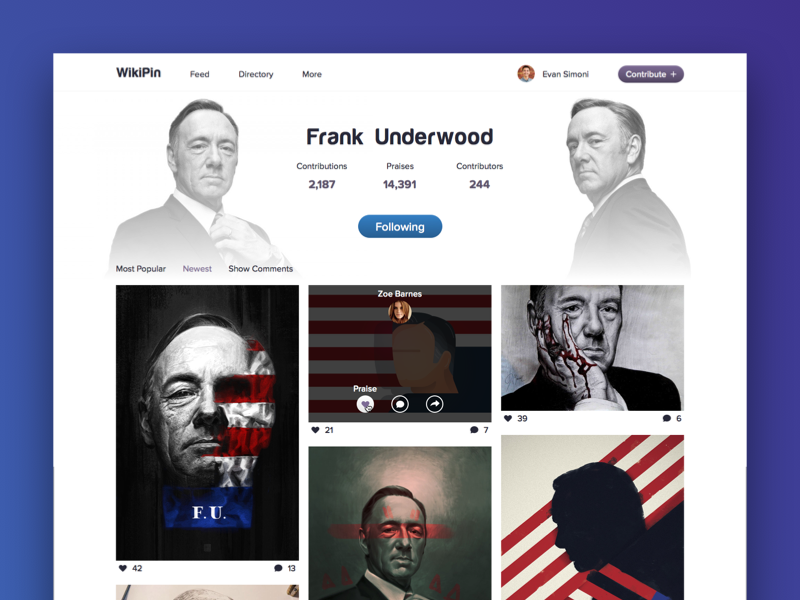 WikiPin Feed Directory More Evan Simoni Contribute +
Frank Underwood
Contributions Praises Contributors
2,187 14,391 244
Following
Most Popular Newest Show Comments
F.U.
42 13
Zoe Barnes
Praise
21 7
39 6